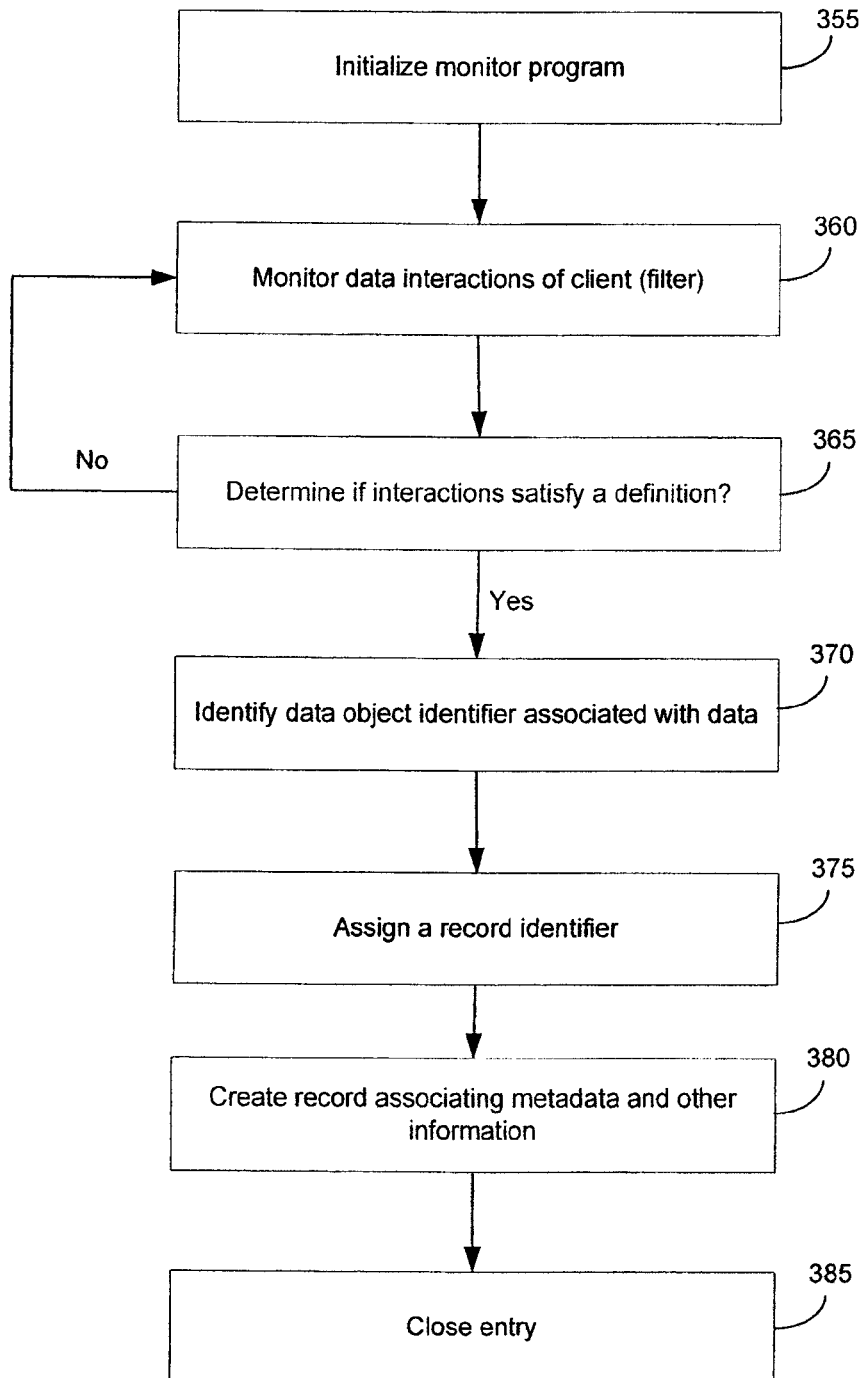 355
Initialize monitor program
360
Monitor data interactions of client (filter)
365
No
Determine if interactions satisfy a definition?
Yes
370
Identify data object identifier associated with data
375
Assign a record identifier
380
Create record associating metadata and other
information
385
Close entry